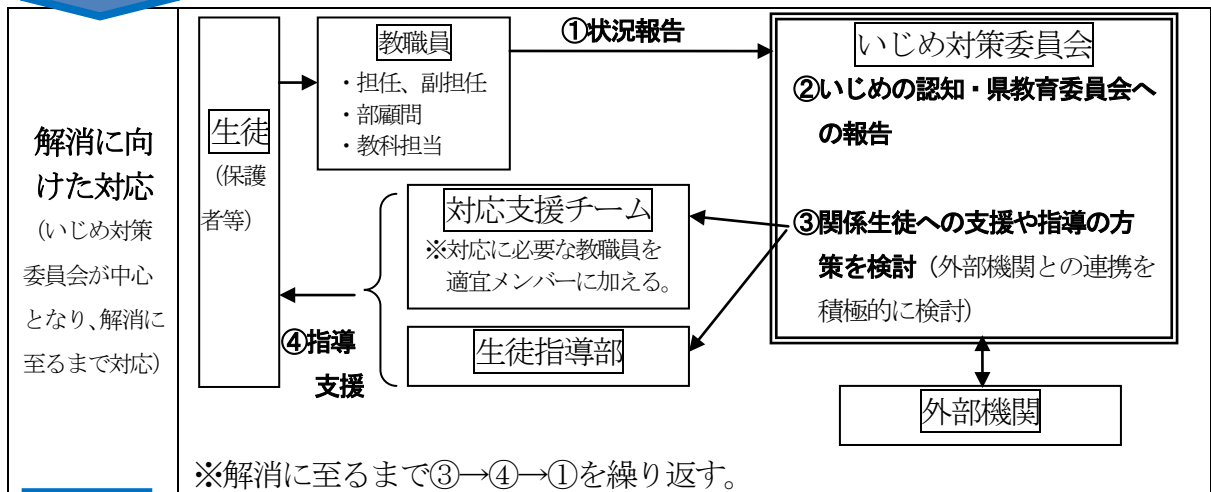 解消に向
けた対応
（いじめ対策
委員会が中心
となり、解消に
至るまで対応）
生徒
（保護
者等）
教職員
・担任、副担任
・部顧問
・教科担当
①状況報告
いじめ対策委員会
②いじめの認知・県教育委員会へ
の報告
③関係生徒への支援や指導の方
策を検討（外部機関との連携を
積極的に検討）
対応支援チーム
※対応に必要な教職員を
適宜メンバーに加える。
生徒指導部
④指導
支援
外部機関
※解消に至るまで③→④→①を繰り返す。